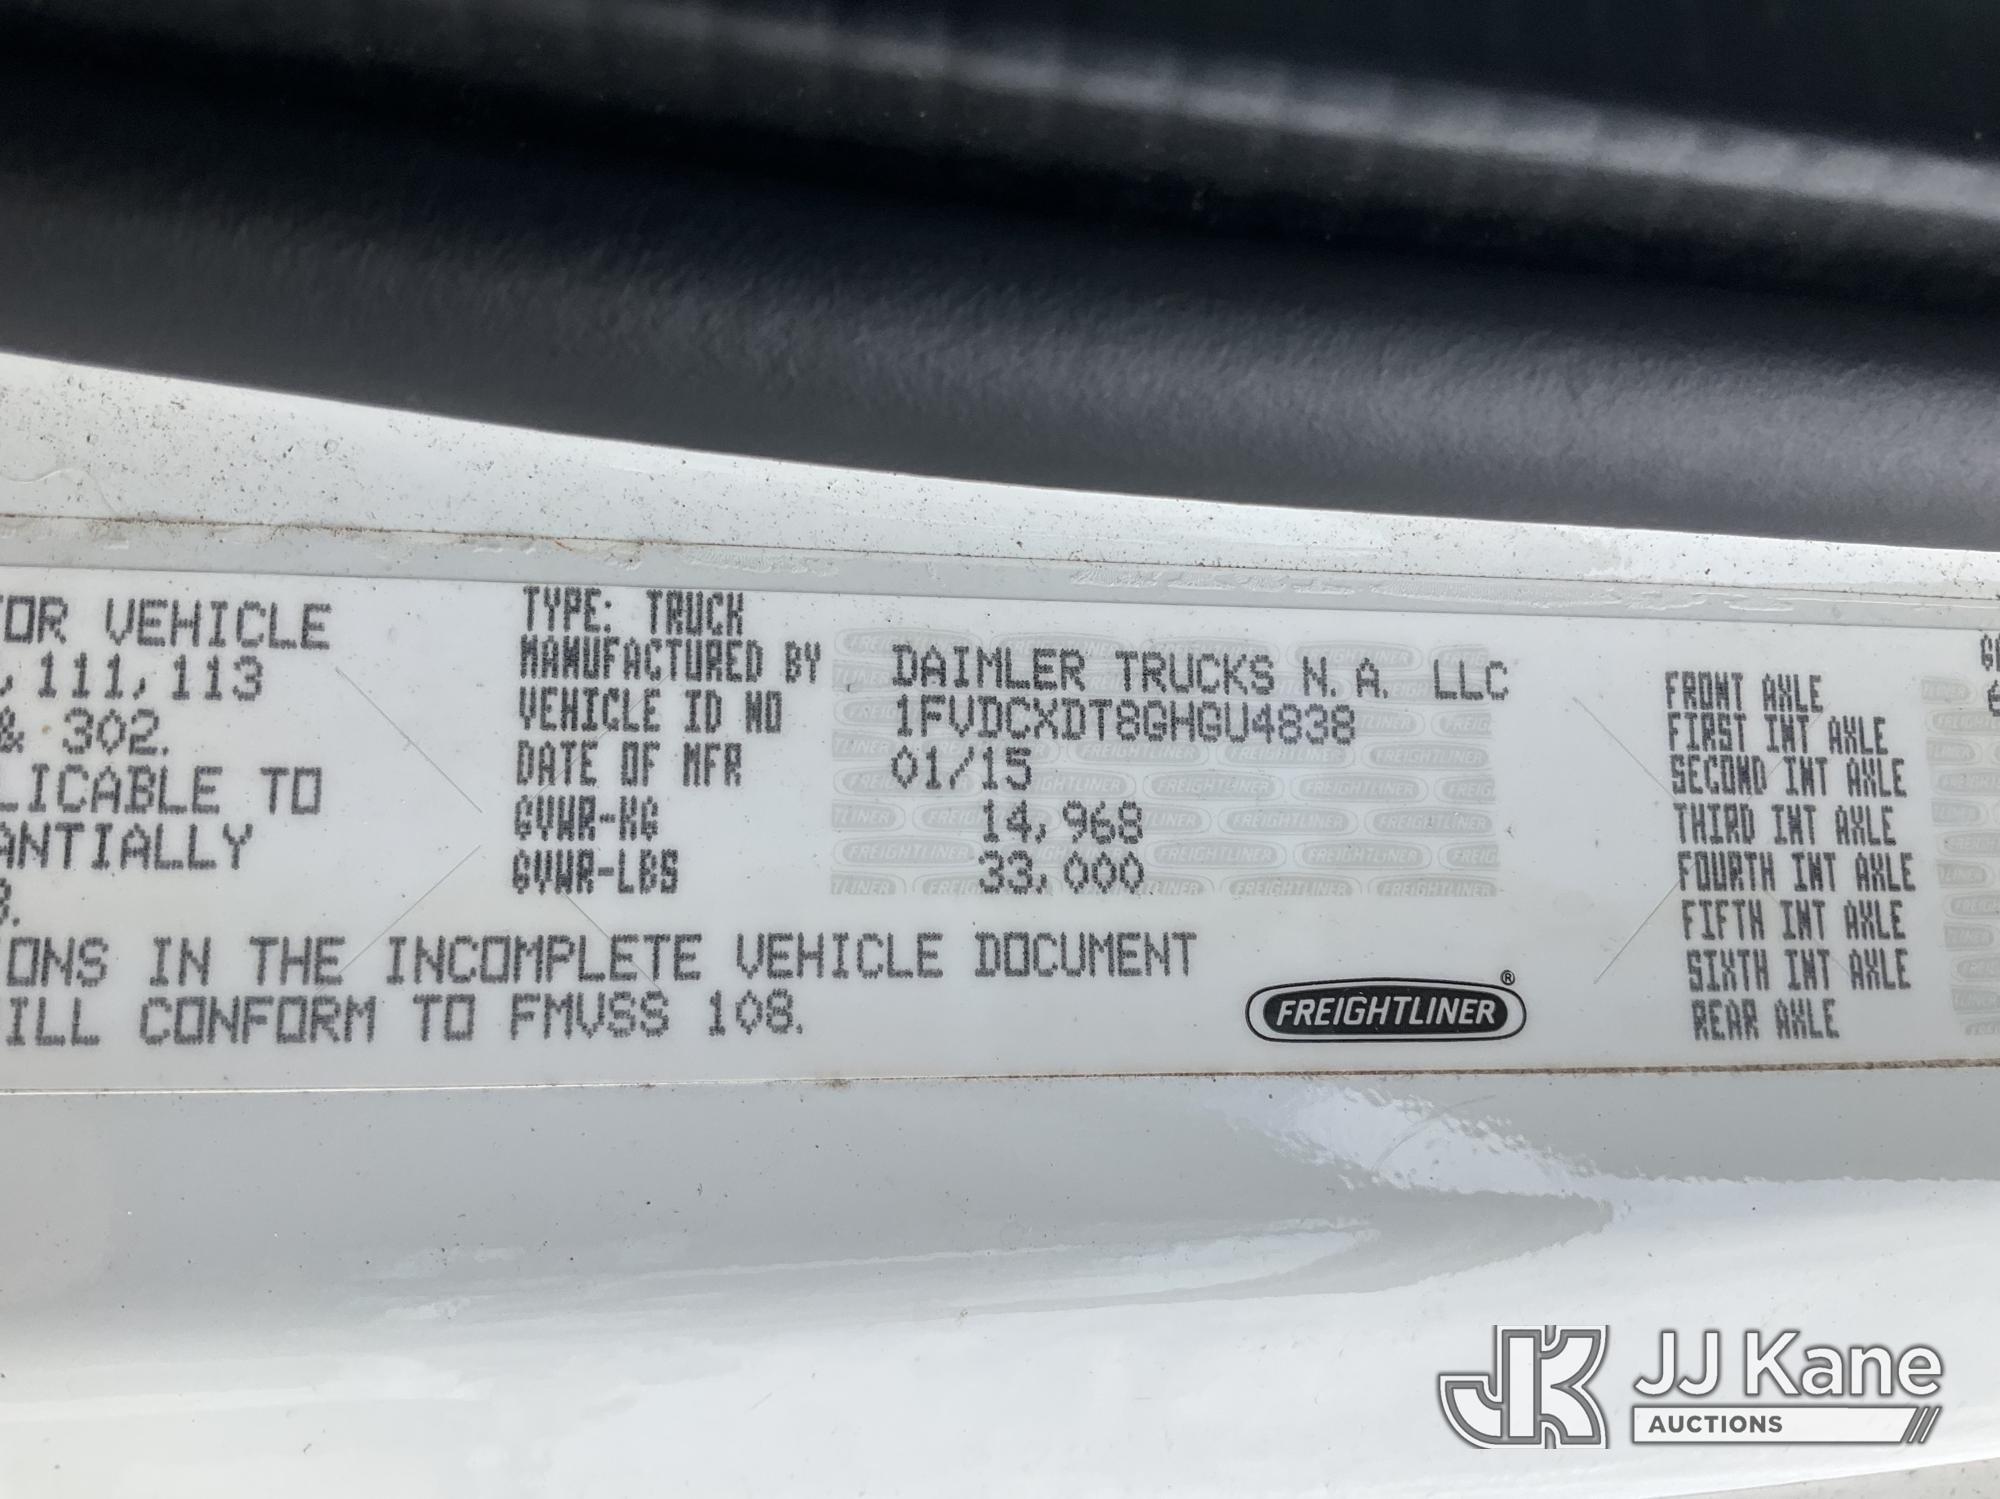 OR VEHICLE
, 111, 113
& 302.
LICABLE TO
ANTIALLY
ONS IN THE INCOMPLETE VEHICLE DOCUMENT
ILL CONFORM TO FMVSS 108.
TYPE: TRUCK
MANUFACTURED BY DAIMLER TRUCKS N.A. LLC
VEHICLE ID NO 1FVDCXDT8GHGU4838
DATE OF MFR 01/15
GVWR-KG 14,968
GVWR-LBS 33,000
FREIGHTLINER®
FRONT AXLE
FIRST INT AXLE
SECOND INT AXLE
THIRD INT AXLE
FOURTH INT AXLE
FIFTH INT AXLE
SIXTH INT AXLE
REAR AXLE
JK JJ Kane
AUCTIONS